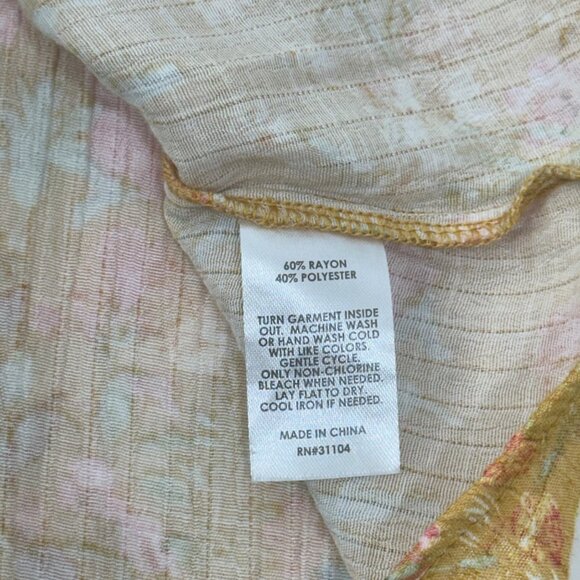 60% RAYON
40% POLYESTER
TURN GARMENT INSIDE
OUT. MACHINE WASH
OR HAND WASH COLD
WITH LIKE COLORS.
GENTLE CYCLE.
ONLY NON-CHLORINE
BLEACH WHEN NEEDED.
LAY FLAT TO DRY.
COOL IRON IF NEEDED.
MADE IN CHINA
RN#31104